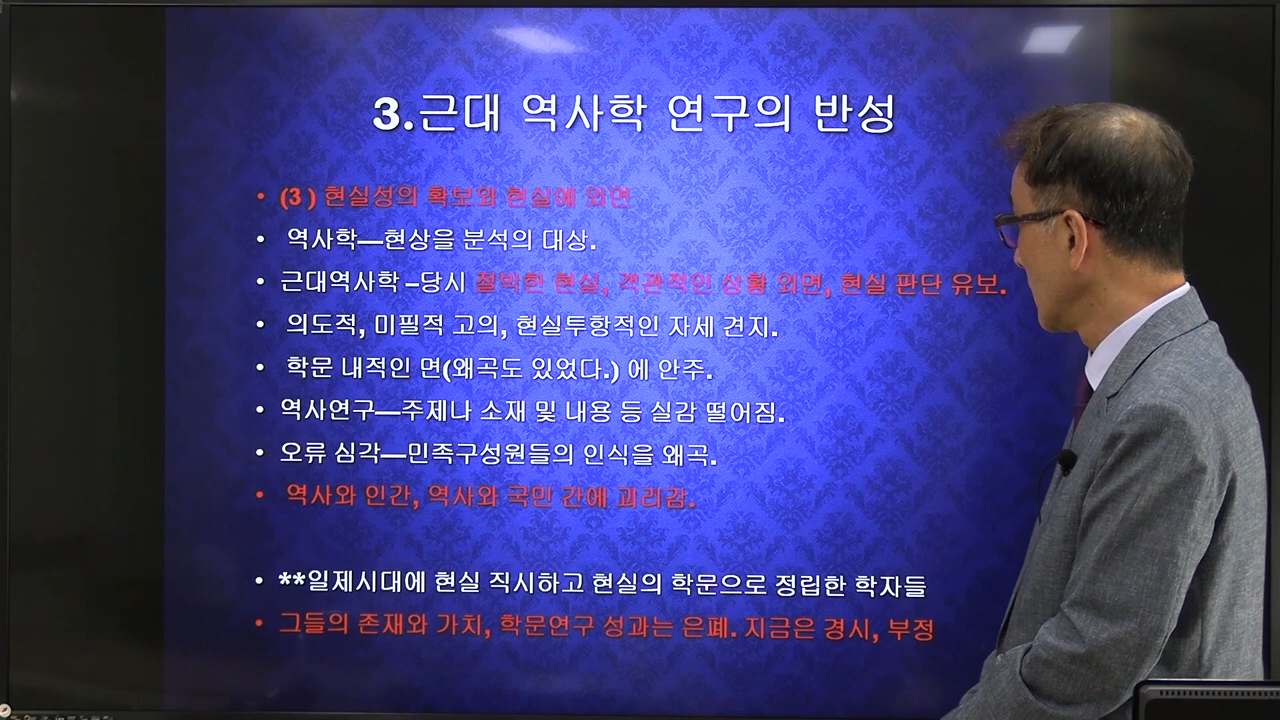 3.근대 역사학 연구의 반성
• (3 ) 현실성의 확보와 현실에 외면
• 역사학—현상을 분석의 대상.
• 근대역사학 –당시 절박한 현실, 객관적인 상황 외면, 현실 판단 유보.
• 의도적, 미필적 고의, 현실투항적인 자세 견지.
• 학문 내적인 면(왜곡도 있었다.) 에 안주.
• 역사연구—주제나 소재 및 내용 등 실감 떨어짐.
• 오류 심각—민족구성원들의 인식을 왜곡.
• 역사와 인간, 역사와 국민 간에 괴리감.
• **일제시대에 현실 직시하고 현실의 학문으로 정립한 학자들
• 그들의 존재와 가치, 학문연구 성과는 은폐. 지금은 경시, 부정